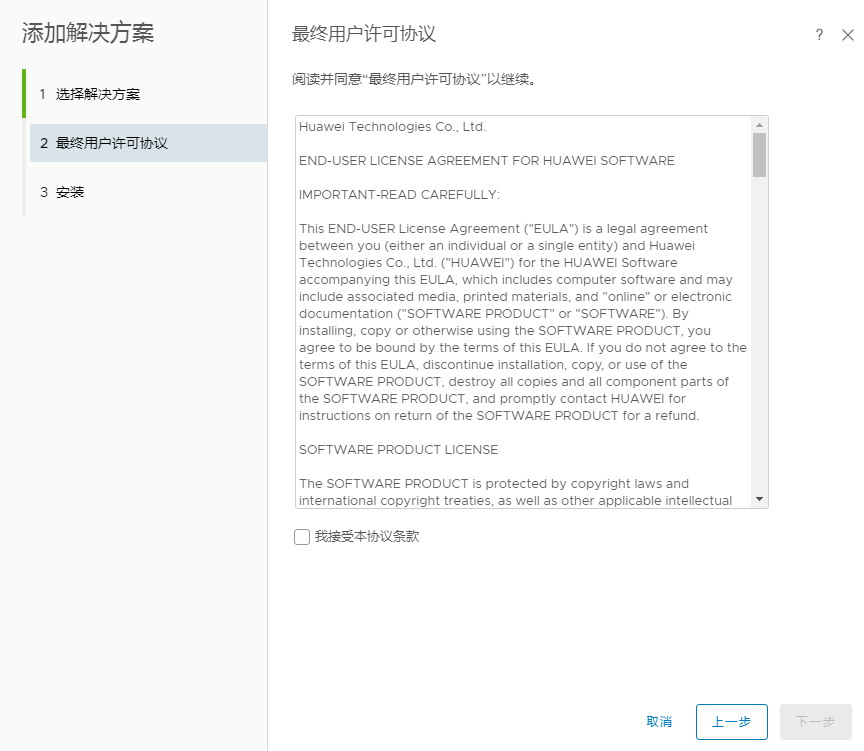 添加解决方案
1 选择解决方案
2 最终用户许可协议
3 安装
最终用户许可协议
?
阅读并同意“最终用户许可协议”以继续。
Huawei Technologies Co., Ltd.
END-USER LICENSE AGREEMENT FOR HUAWEI SOFTWARE
IMPORTANT-READ CAREFULLY:
This END-USER License Agreement ("EULA") is a legal agreement
between you (either an individual or a single entity) and Huawei
Technologies Co., Ltd. ("HUAWEI") for the HUAWEI Software
accompanying this EULA, which includes computer software and may
include associated media, printed materials, and "online" or electronic
documentation ("SOFTWARE PRODUCT" or "SOFTWARE"). By
installing, copy or otherwise using the SOFTWARE PRODUCT, you
agree to be bound by the terms of this EULA. If you do not agree to the
terms of this EULA, discontinue installation, copy, or use of the
SOFTWARE PRODUCT, destroy all copies and all component parts of
the SOFTWARE PRODUCT, and promptly contact HUAWEI for
instructions on return of the SOFTWARE PRODUCT for a refund.
SOFTWARE PRODUCT LICENSE
The SOFTWARE PRODUCT is protected by copyright laws and
international copyright treaties, as well as other applicable intellectual
我接受本协议条款
取消 上一步 下一步